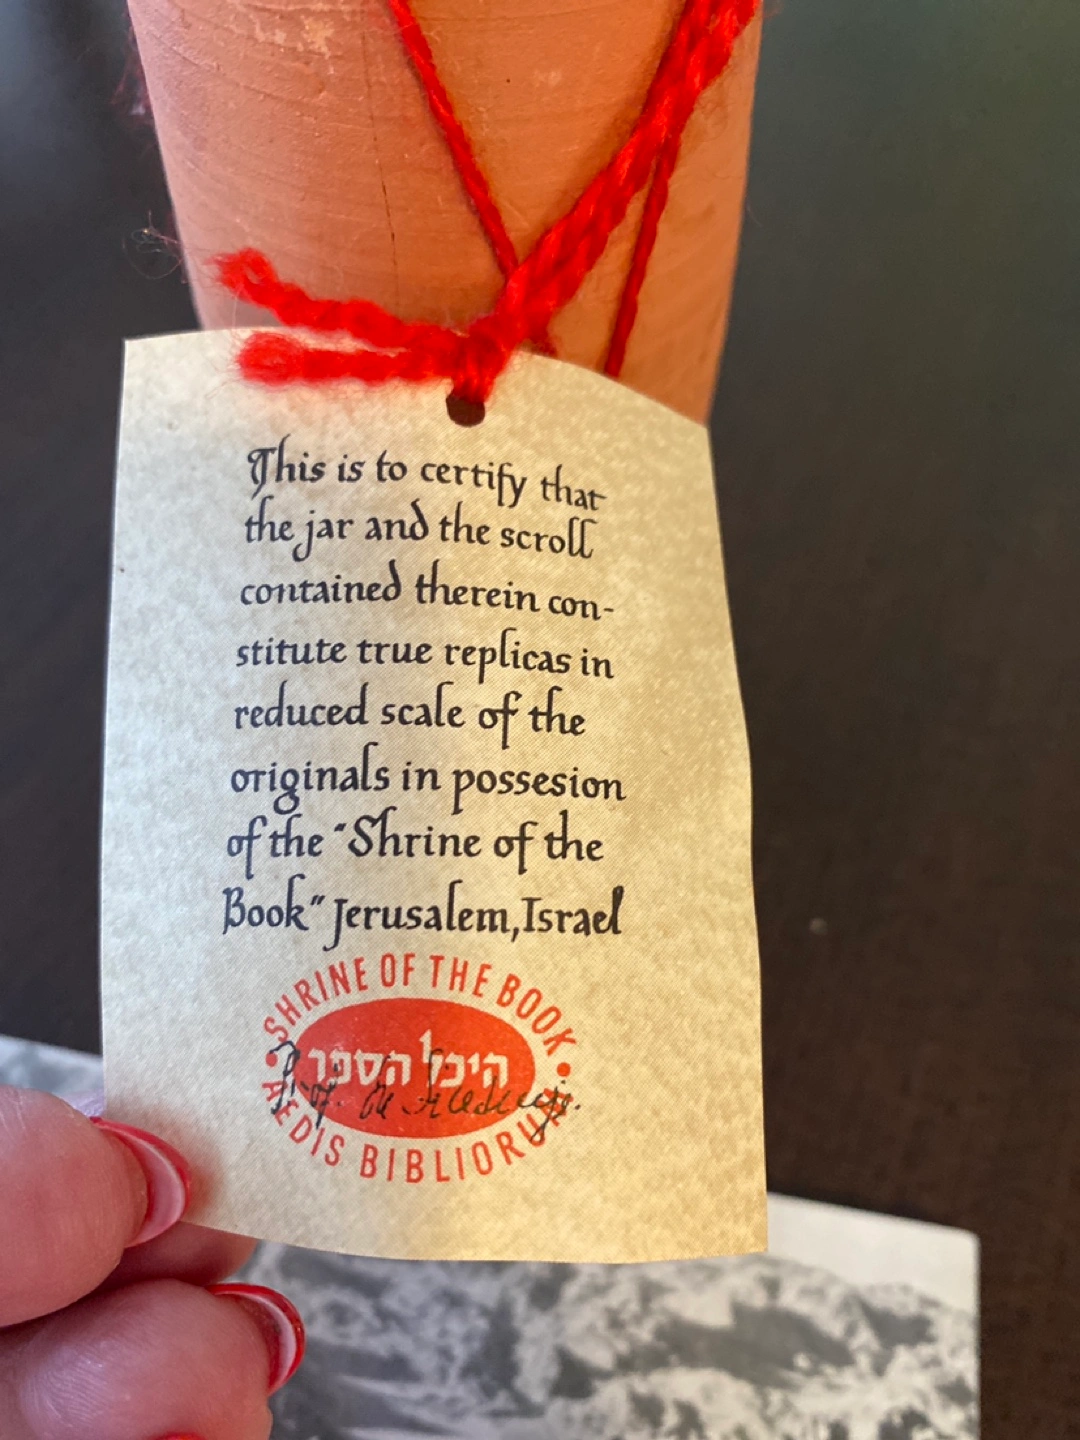 This is to certify that
the jar and the scroll
contained therein con-
stitute true replicas in
reduced scale of the
originals in possesion
of the "Shrine of the
Book" Jerusalem, Israel
SHRINE OF THE BOOK
היכל הספר
AEDIS BIBLIORUM